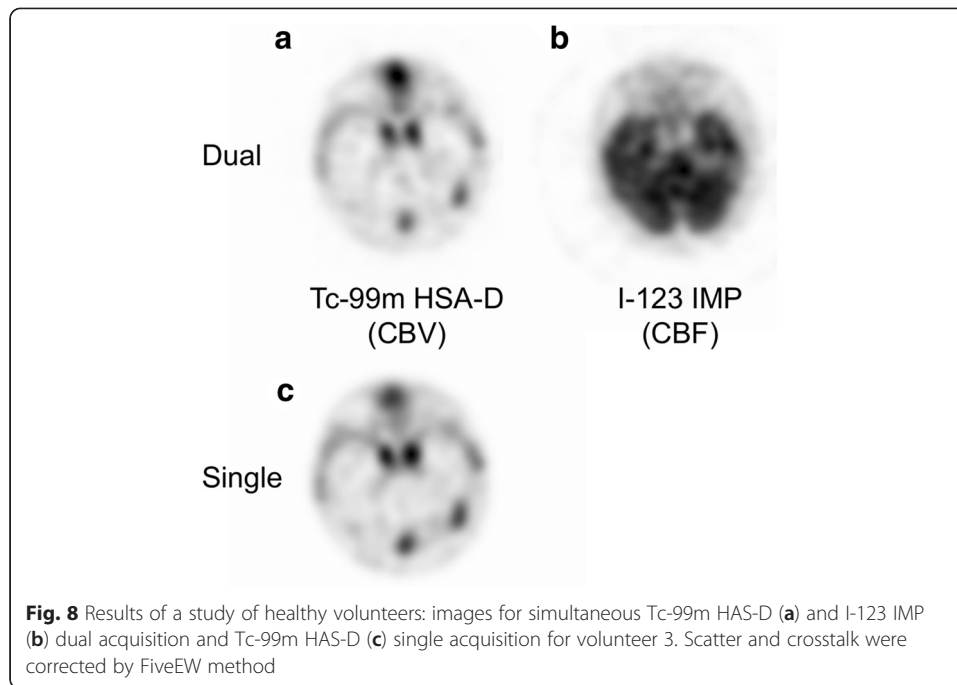 a
b
Dual
Tc-99m HSA-D
(CBV)
I-123 IMP
(CBF)
c
Single
Fig. 8 Results of a study of healthy volunteers: images for simultaneous Tc-99m HAS-D (a) and I-123 IMP
(b) dual acquisition and Tc-99m HAS-D (c) single acquisition for volunteer 3. Scatter and crosstalk were
corrected by FiveEW method